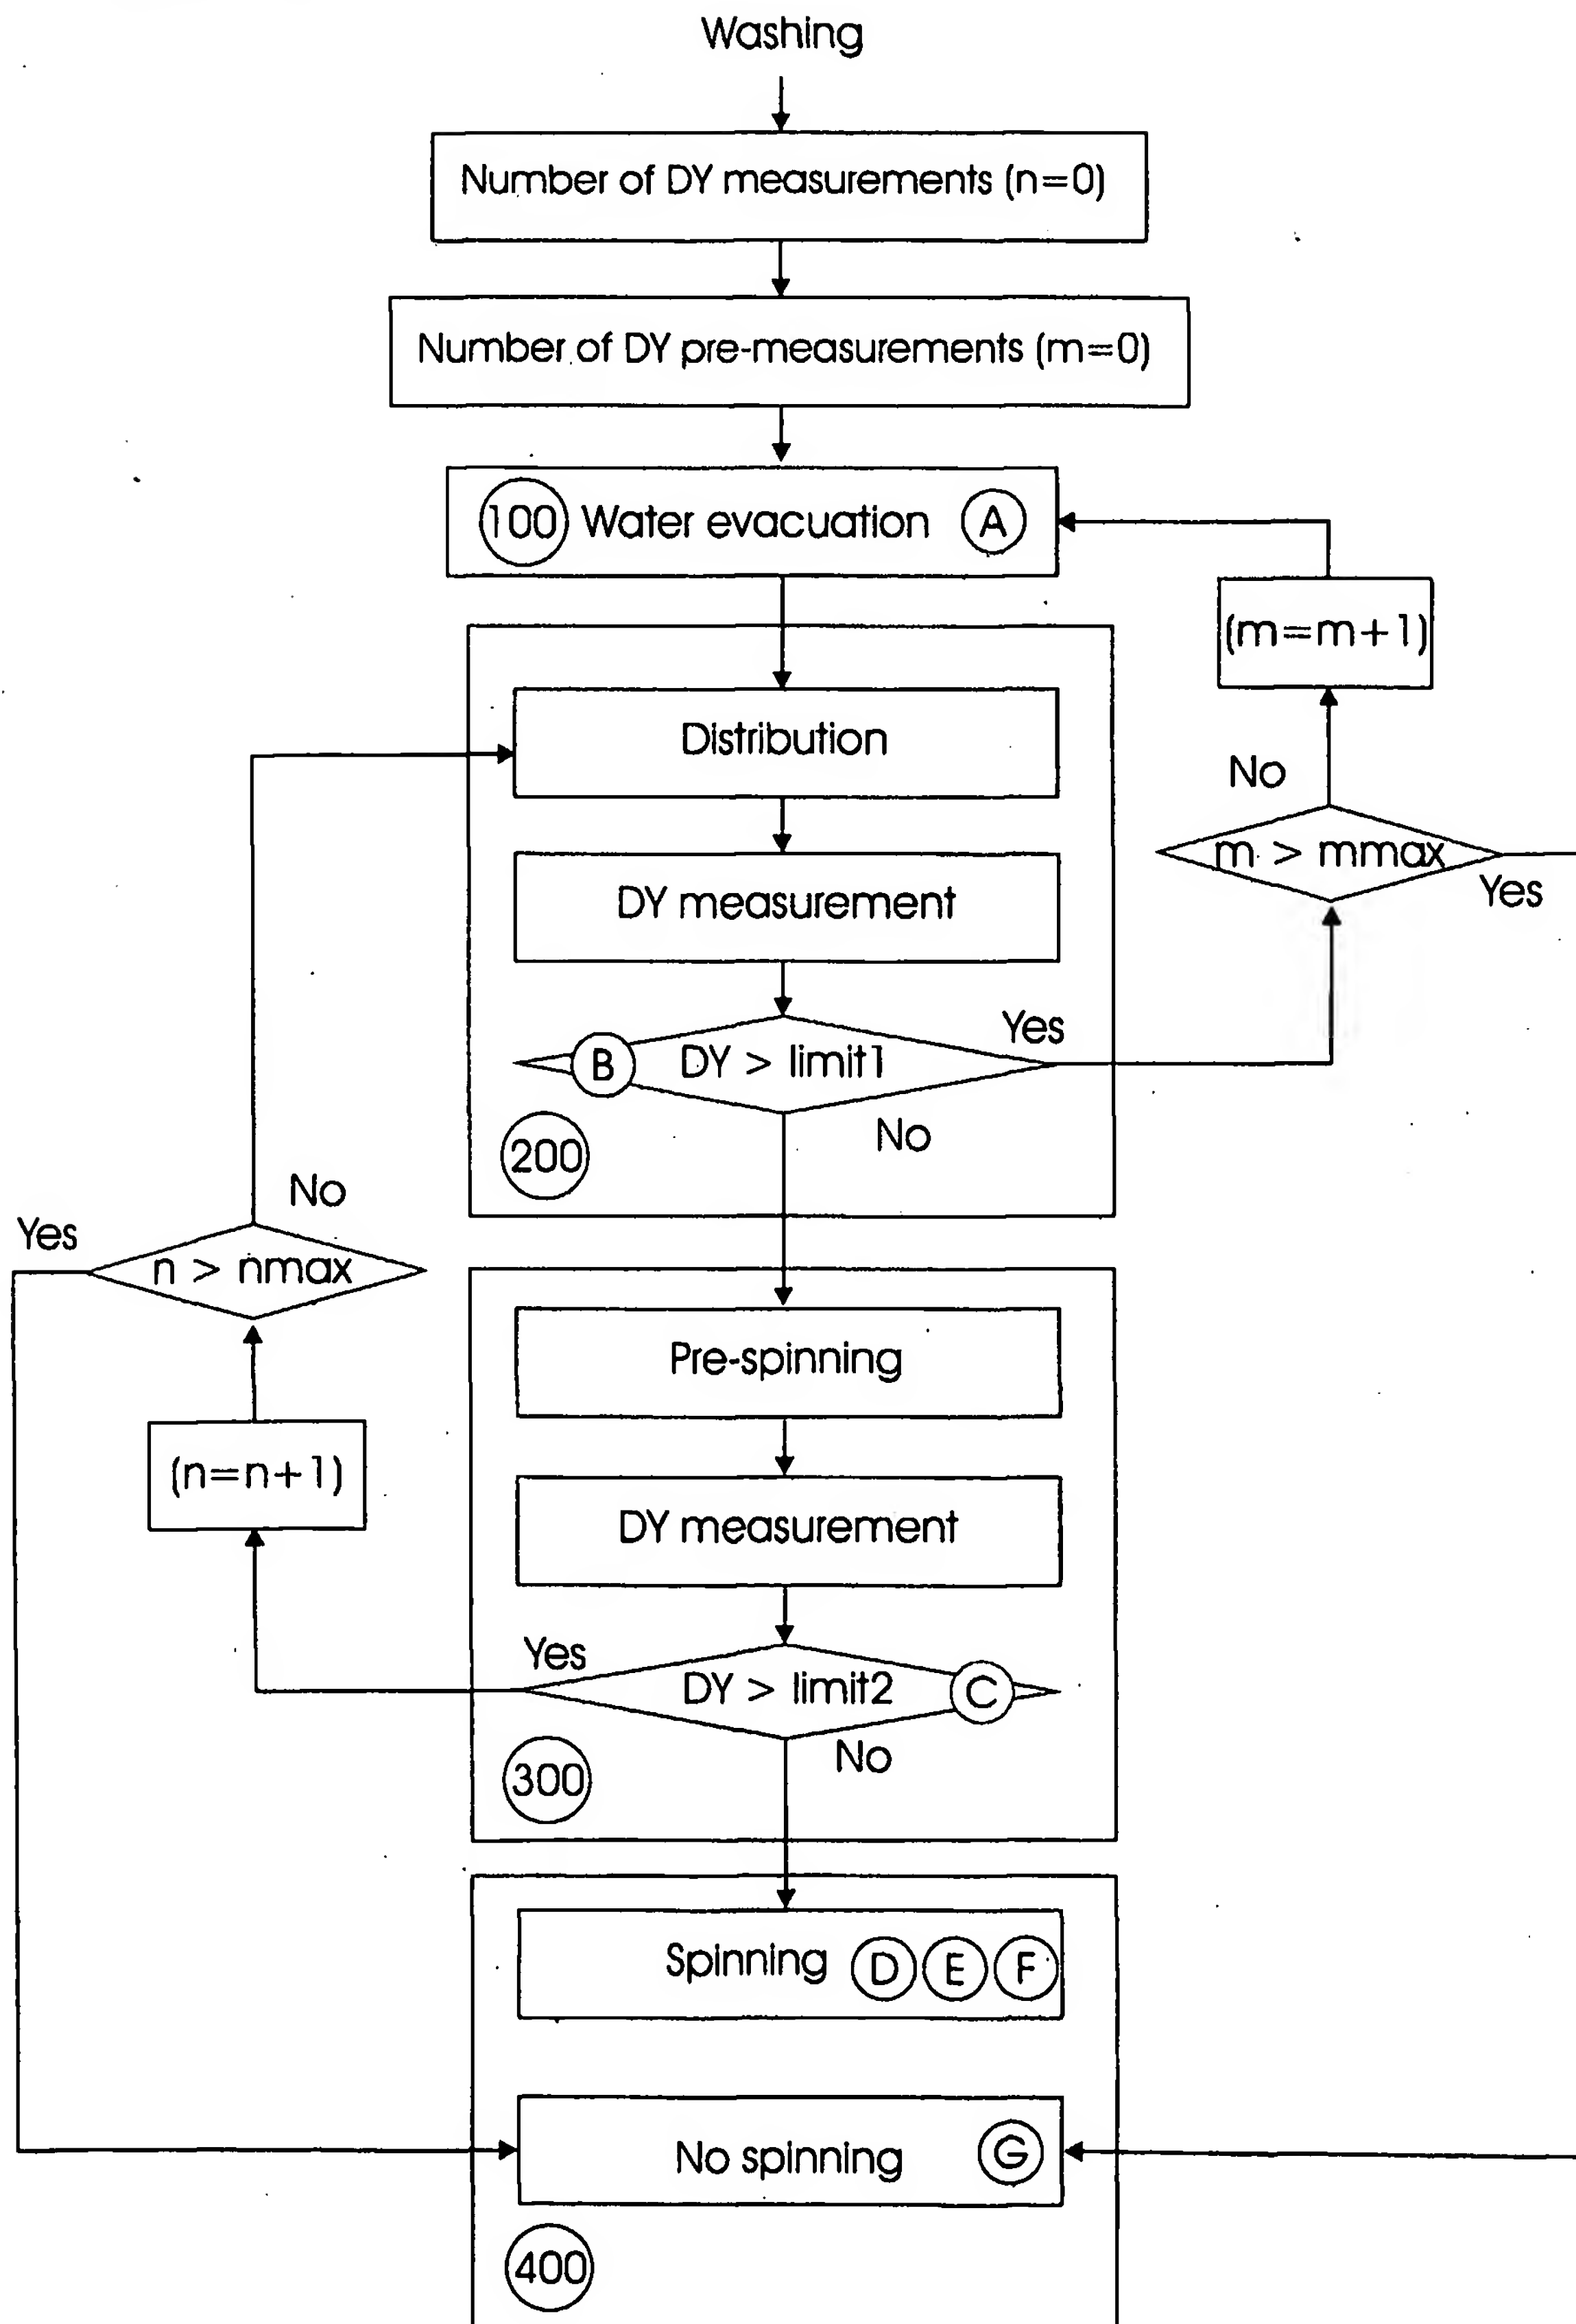 Washing
Number of DY measurements (n=0)
Number of DY pre-measurements (m=0)
100 Water evacuation A
(m=m+1)
Distribution
No
m > mmax
Yes
DY measurement
Yes
B DY > limit1
No
200
No
Yes
n > nmax
Pre-spinning
(n=n+1)
DY measurement
Yes
DY > limit2 C
No
300
Spinning D E F
No spinning G
400